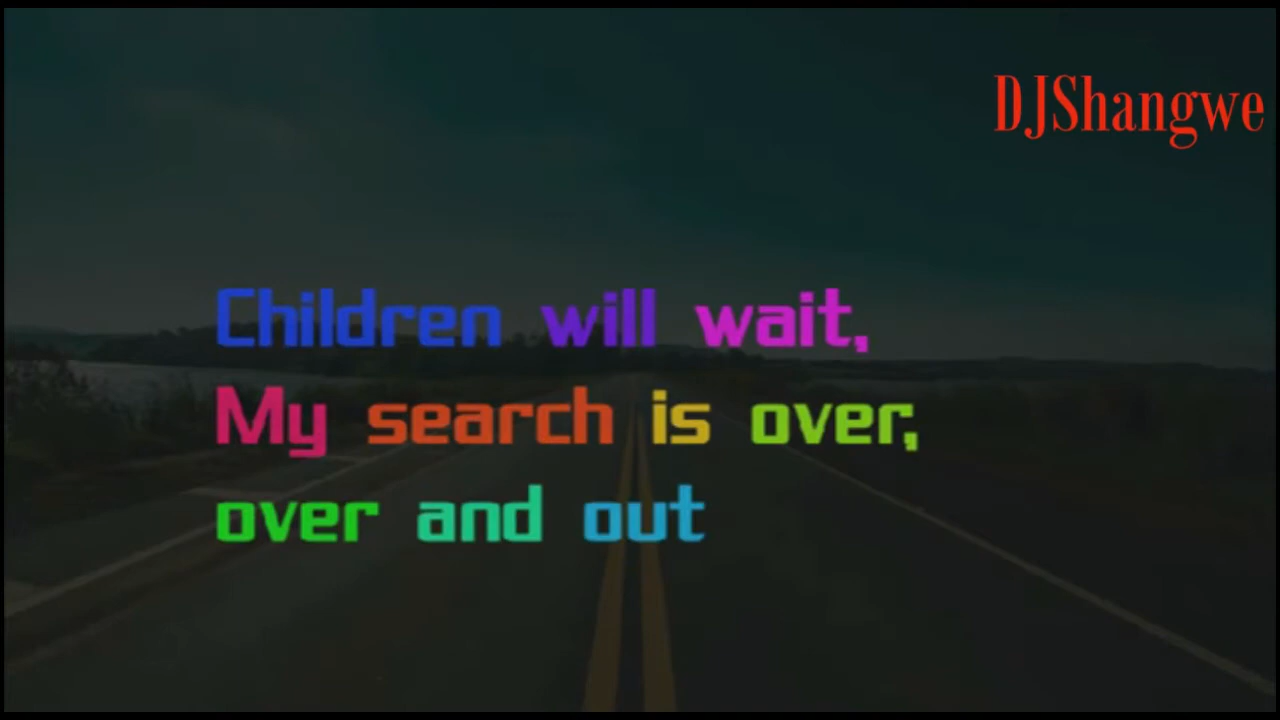 DJShangwe
Children will wait,
My search is over,
over and out